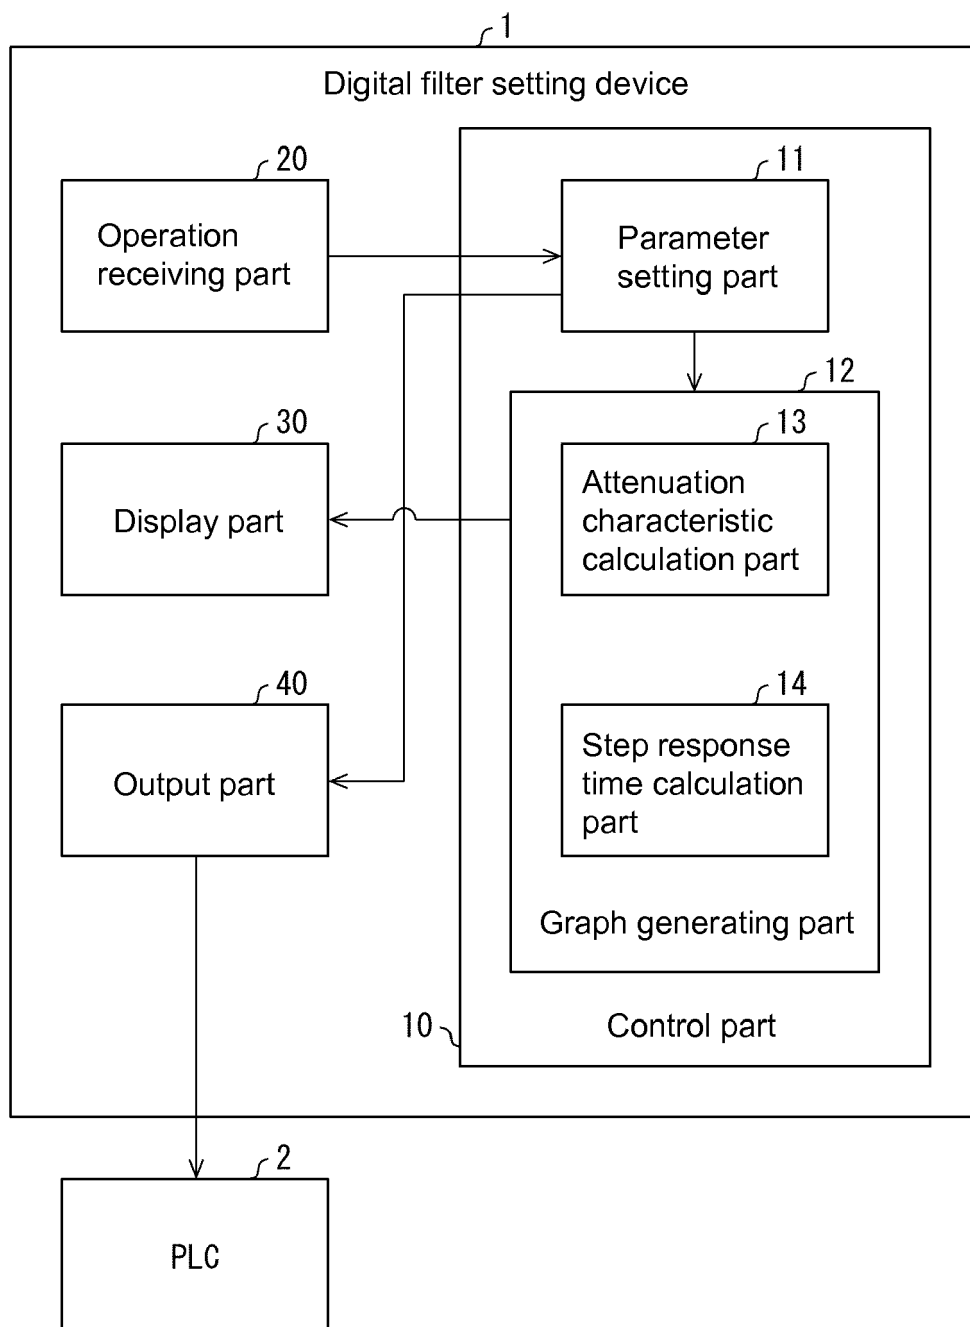 1
Digital filter setting device
20
Operation
receiving part
11
Parameter
setting part
12
30
Display part
13
Attenuation
characteristic
calculation part
40
Output part
14
Step response
time calculation
part
Graph generating part
10
Control part
2
PLC